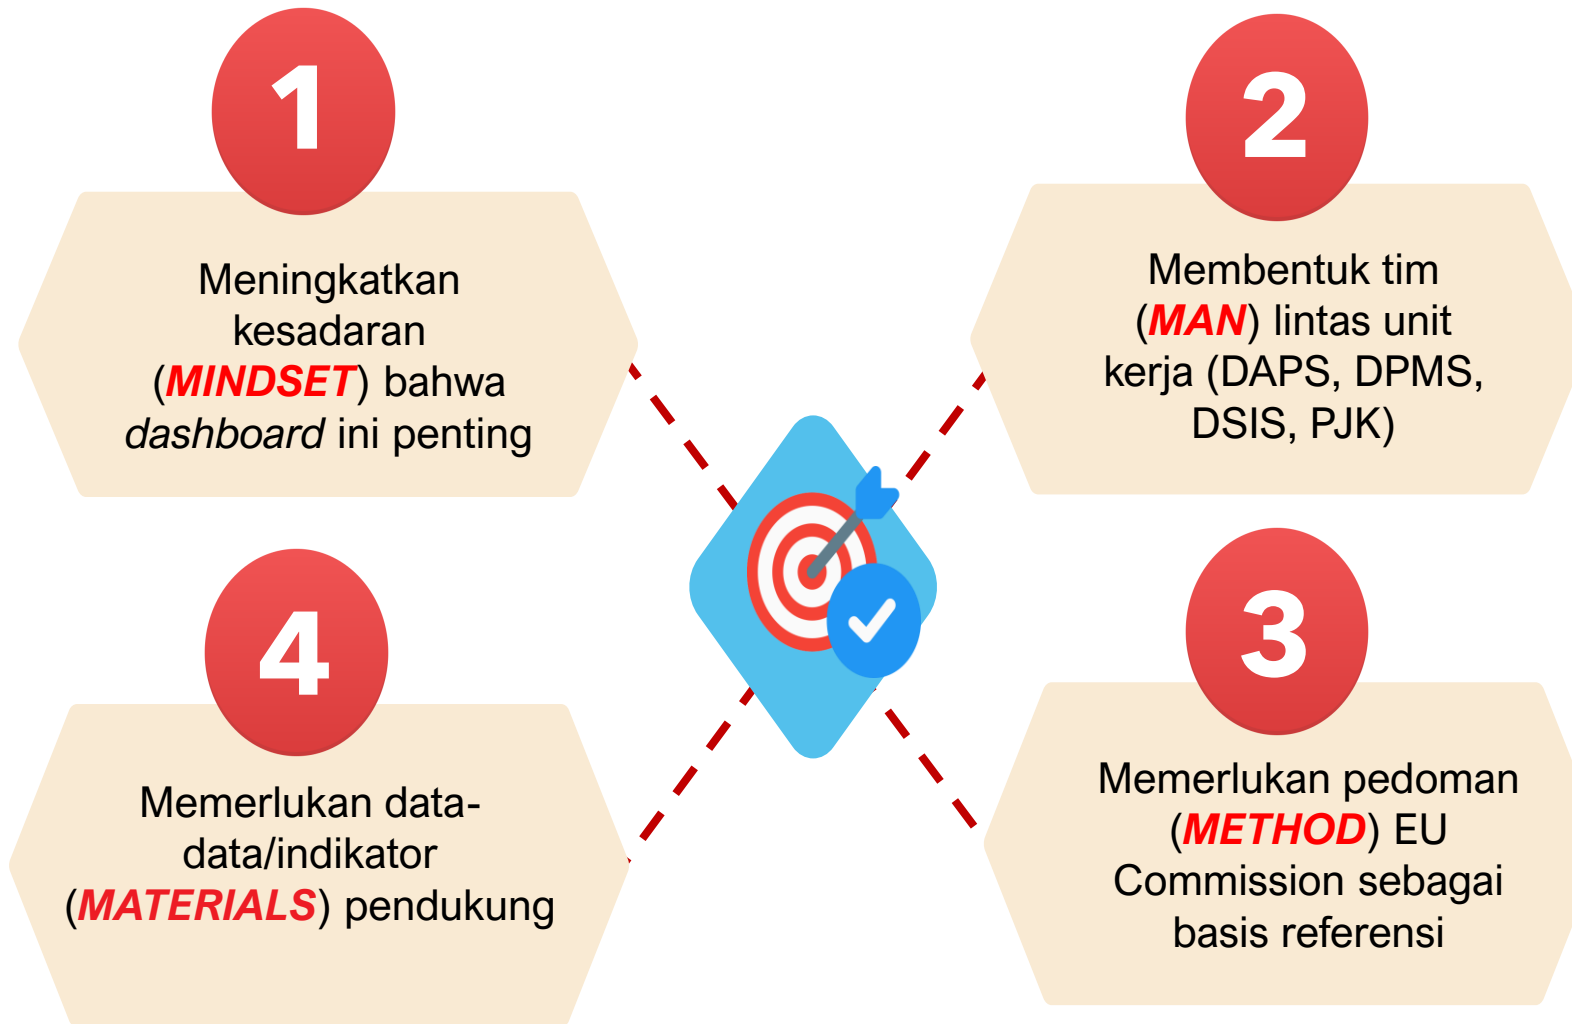 1
Meningkatkan
kesadaran
(MINDSET) bahwa
dashboard ini penting
2
Membentuk tim
(MAN) lintas unit
kerja (DAPS, DPMS,
DSIS, PJK)
3
Memerlukan pedoman
(METHOD) EU
Commission sebagai
basis referensi
4
Memerlukan data-
data/indikator
(MATERIALS) pendukung